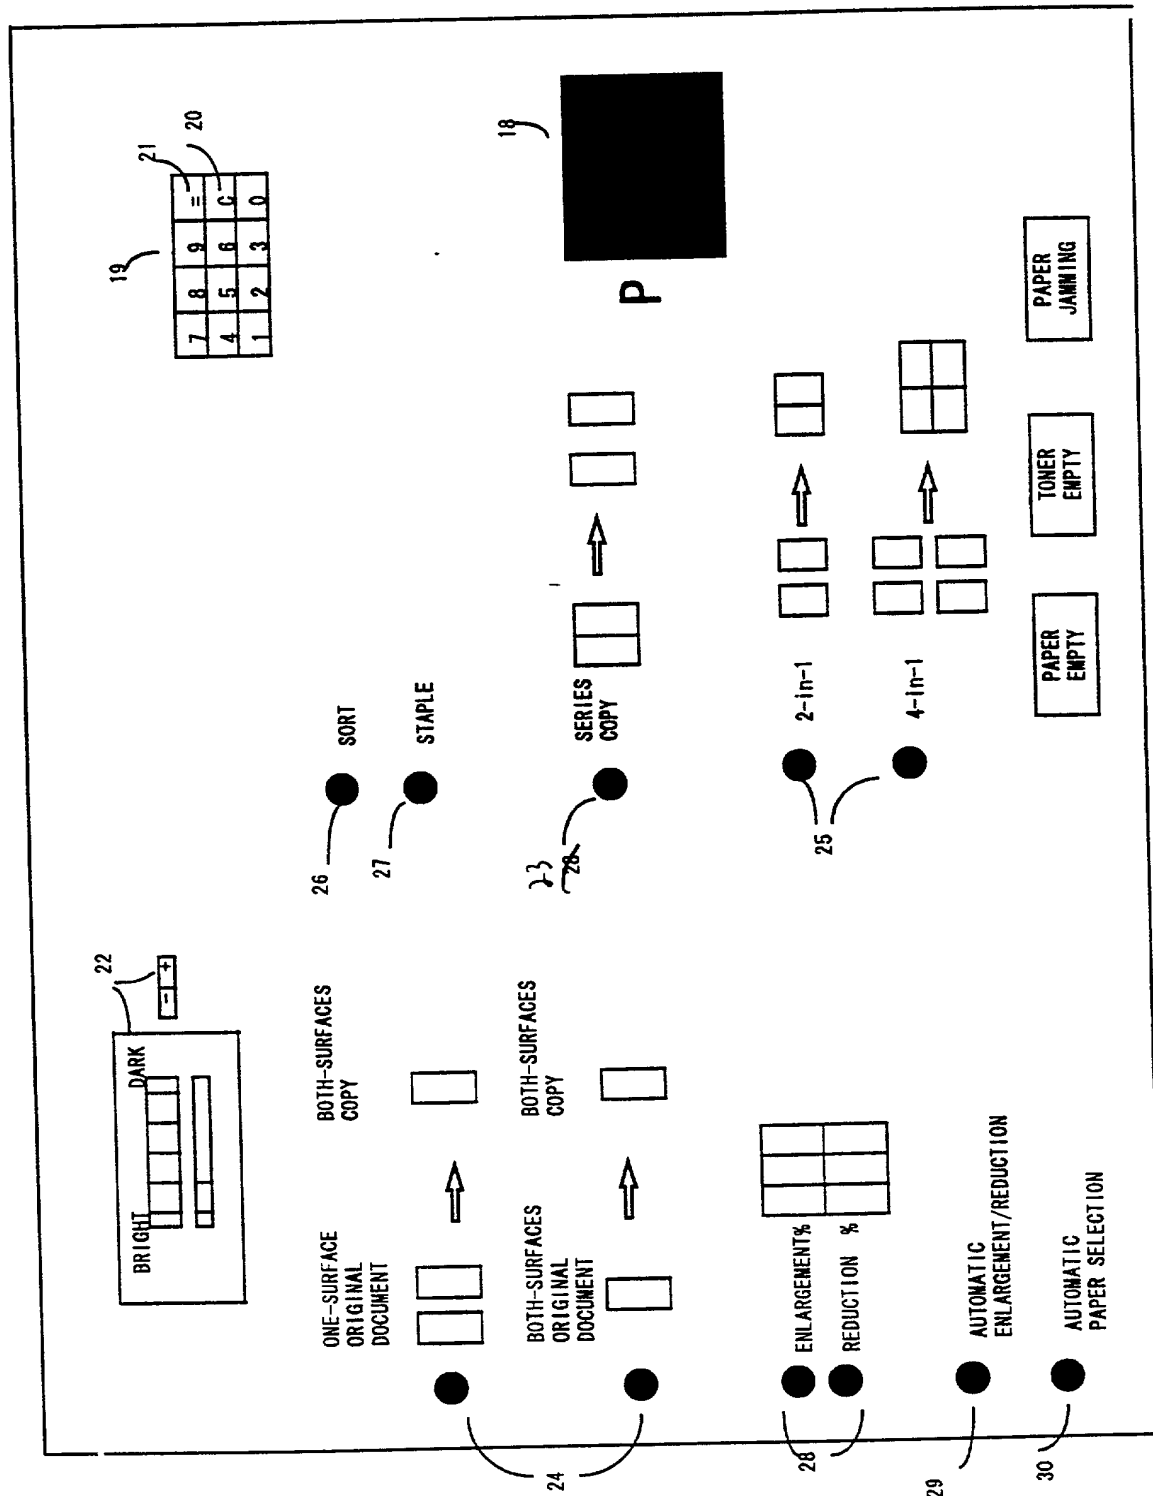 22
BRIGHT DARK
- +
19
21
20
7 8 9 =
4 5 6 C
1 2 3 0
ONE-SURFACE
ORIGINAL
DOCUMENT
BOTH-SURFACES
COPY
26
SORT
27
STAPLE
24
BOTH-SURFACES
ORIGINAL
DOCUMENT
BOTH-SURFACES
COPY
23
28
SERIES
COPY
18
P
28
ENLARGEMENT%
REDUCTION %
25
2-in-1
4-in-1
29
AUTOMATIC
ENLARGEMENT/REDUCTION
30
AUTOMATIC
PAPER SELECTION
PAPER
EMPTY
TONER
EMPTY
PAPER
JAMMING